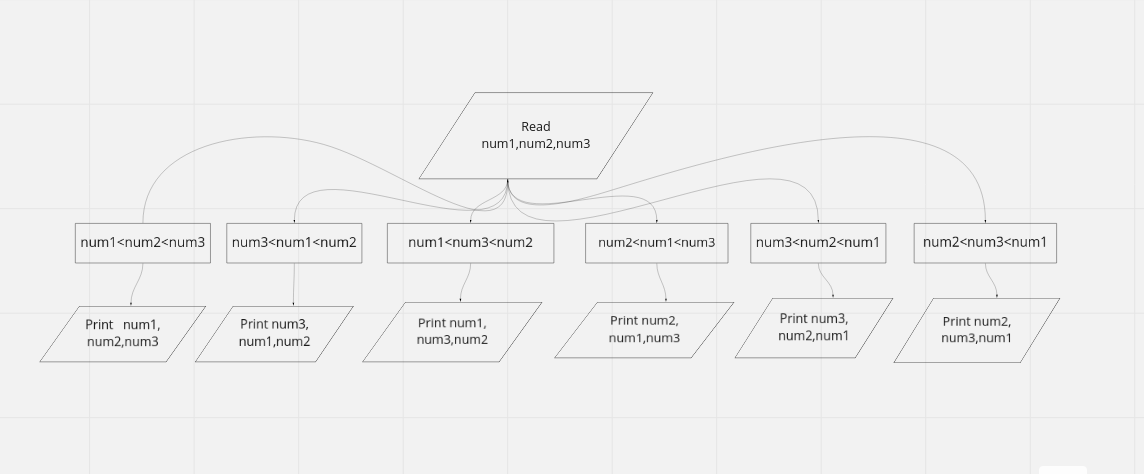 Read
num1,num2,num3
num1<num2<num3
num3<num1<num2
num1<num3<num2
num2<num1<num3
num3<num2<num1
num2<num3<num1
Print num1,
num2,num3
Print num3,
num1,num2
Print num1,
num3,num2
Print num2,
num1,num3
Print num3,
num2,num1
Print num2,
num3,num1